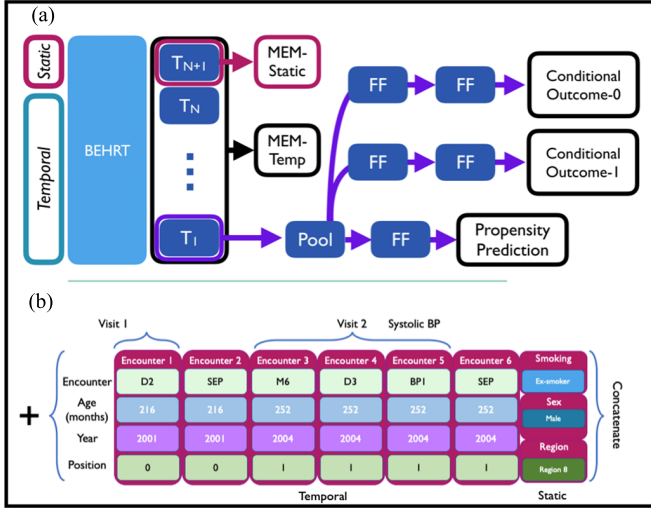 (a)
Static
Temporal
BEHRT
TN+1
TN
T1
MEM-
Static
MEM-
Temp
Pool
FF
FF
FF
FF
FF
Conditional
Outcome-0
Conditional
Outcome-1
Propensity
Prediction
(b)
Visit 1
Visit 2
Systolic BP
Encounter 1 Encounter 2 Encounter 3 Encounter 4 Encounter 5 Encounter 6 Smoking
Encounter D2 SEP M6 D3 BP1 SEP Ex-smoker
Age
(months)
216 216 252 252 252 252
Sex
Male
Year 2001 2001 2004 2004 2004 2004
Region
Position 0 0 1 1 1 1 Region 8
+
Concatenate
Temporal
Static